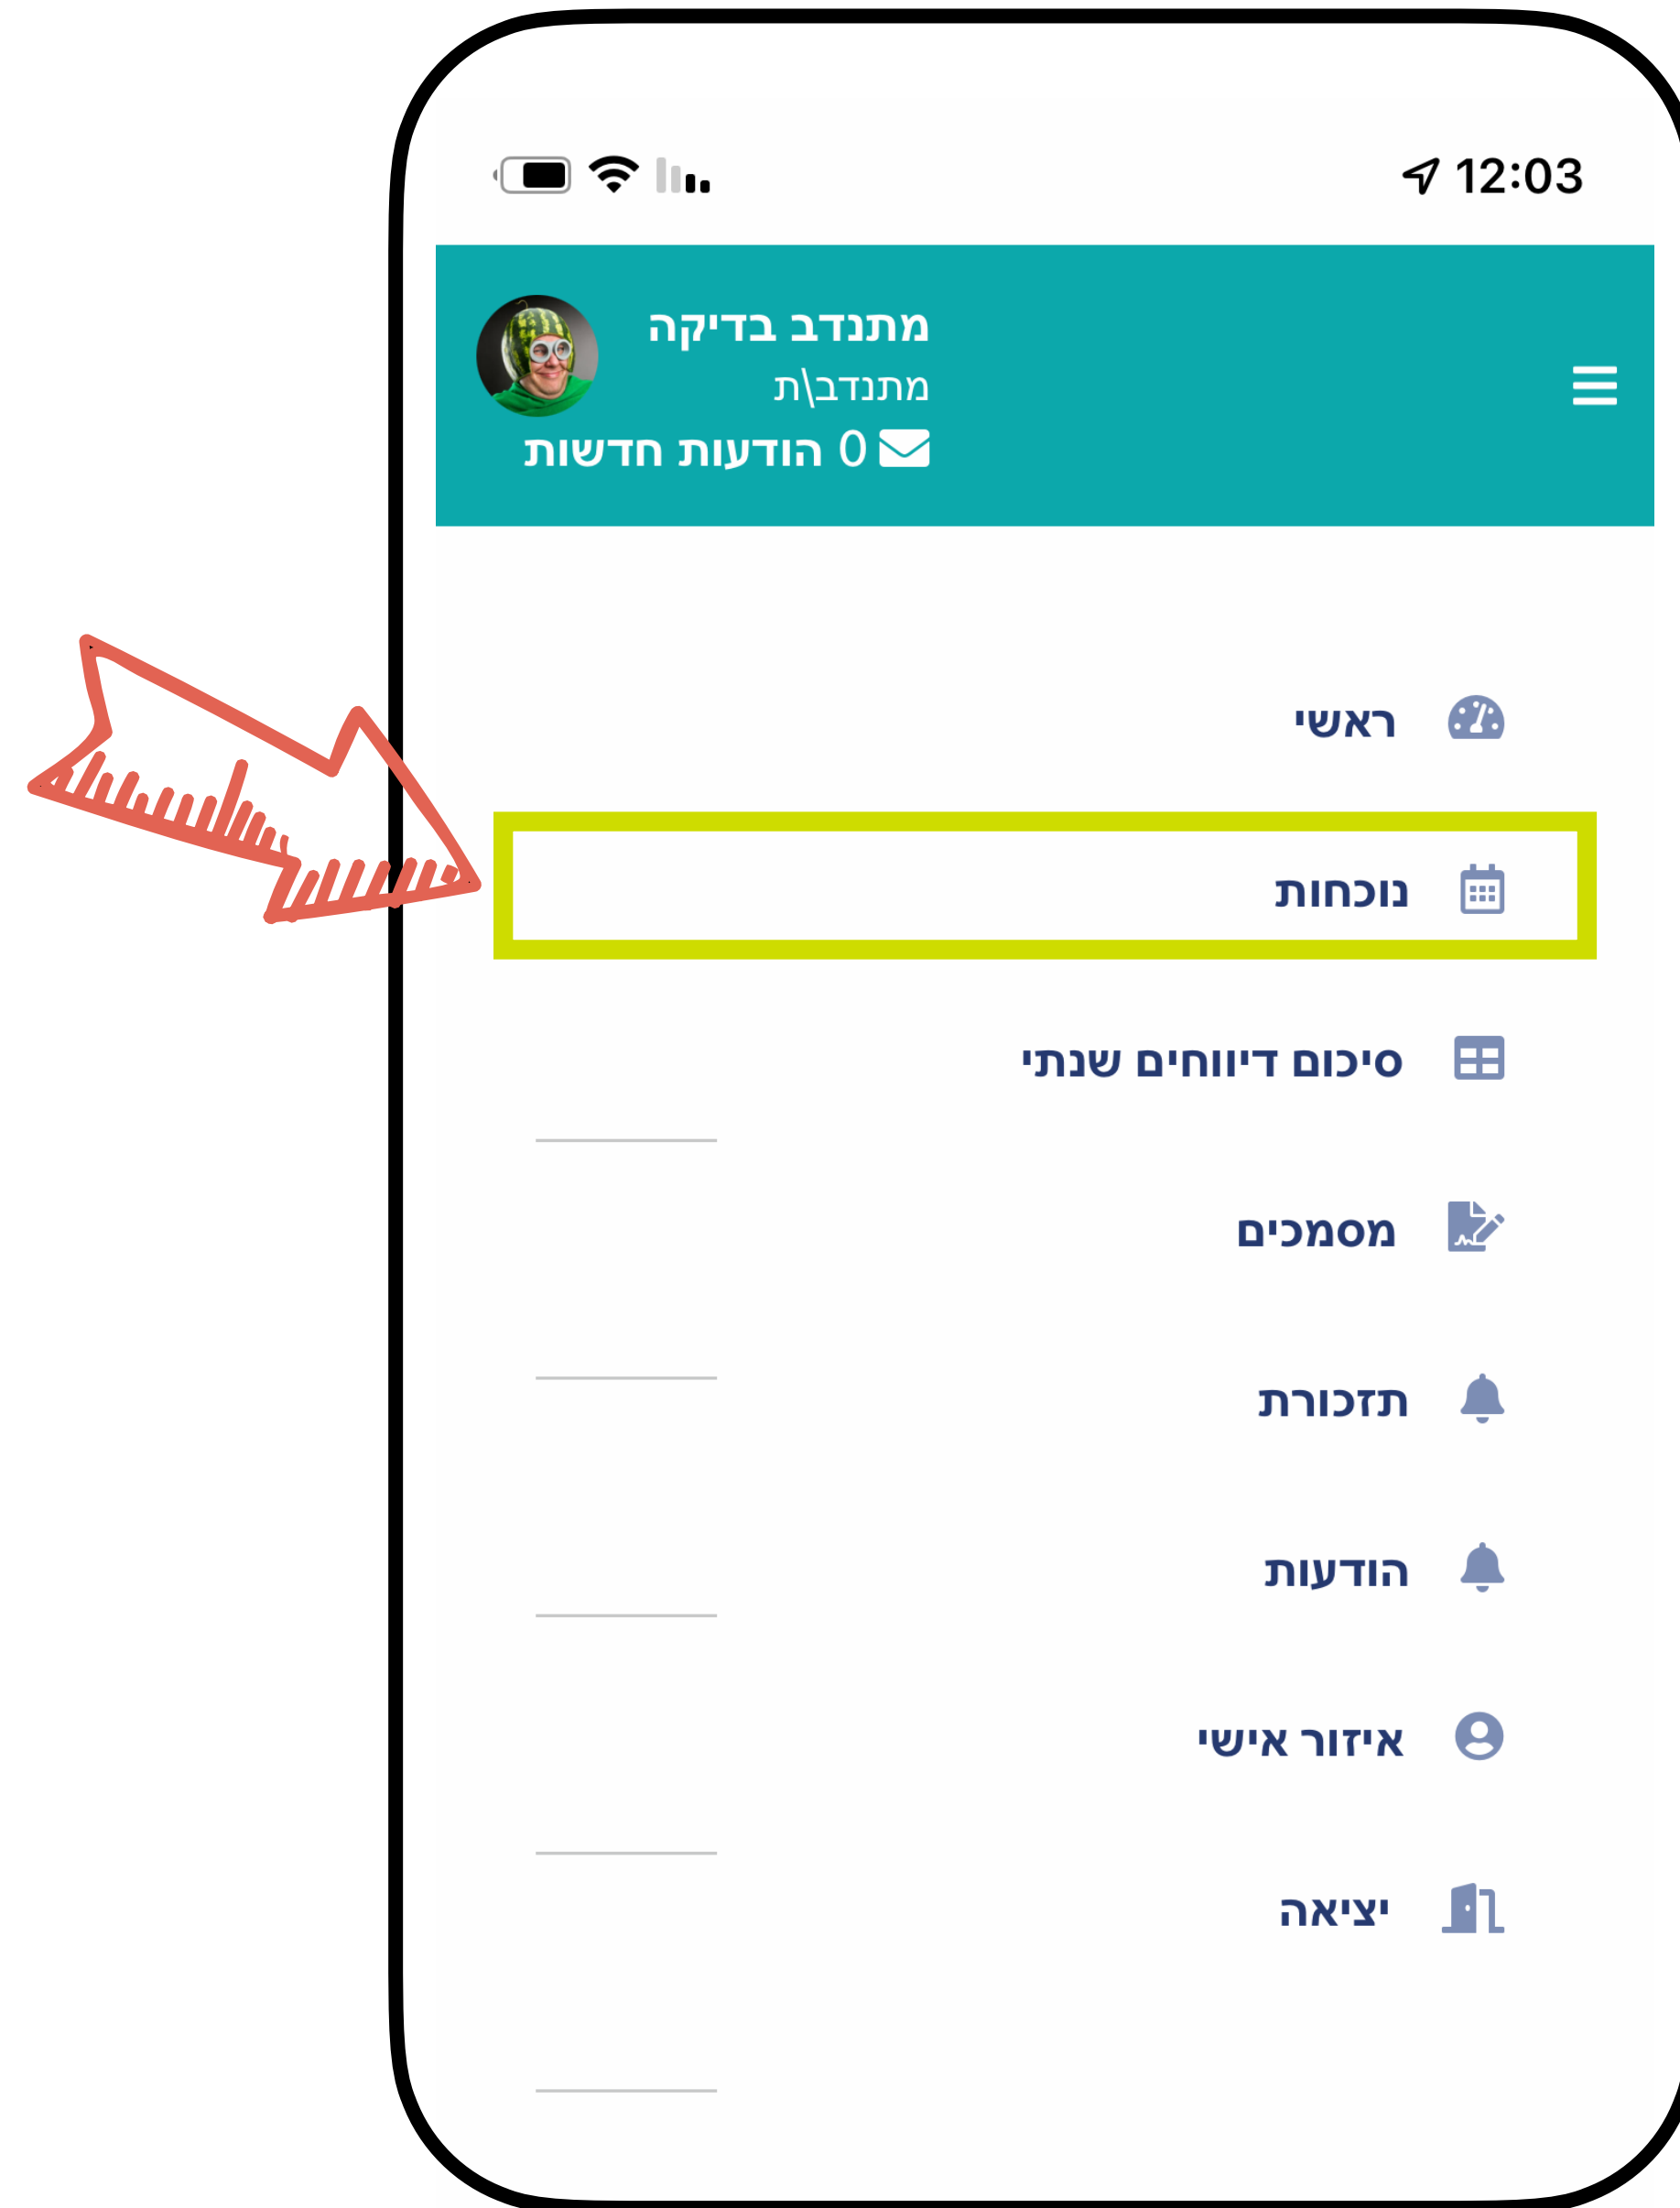 12:03
מתנדב בדיקה
מתנדב\ת
0 הודעות חדשות
ראשי
נוכחות
סיכום דיווחים שנתי
מסמכים
תזכורת
הודעות
איזור אישי
יציאה